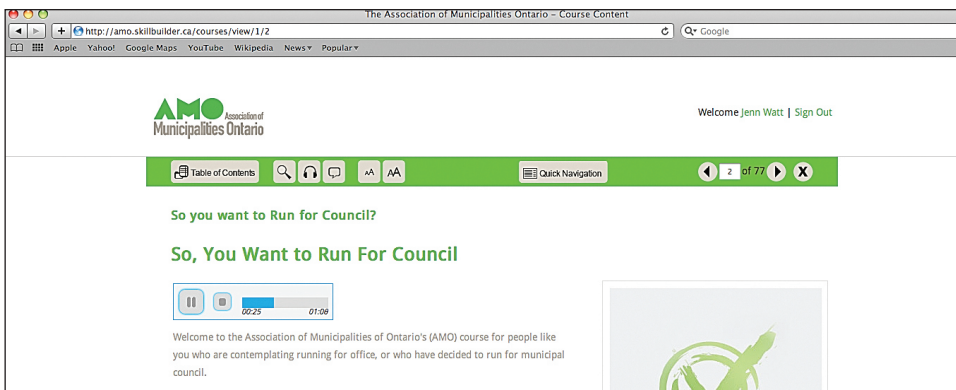 The Association of Municipalities Ontario – Course Content
http://amo.skillbuilder.ca/courses/view/1/2
Google
Apple Yahoo! Google Maps YouTube Wikipedia News Popular
AMO Association of
Municipalities Ontario
Welcome Jenn Watt | Sign Out
Table of Contents AA AA Quick Navigation 2 of 77 X
So you want to Run for Council?
So, You Want to Run For Council
00:25 01:08
Welcome to the Association of Municipalities of Ontario's (AMO) course for people like
you who are contemplating running for office, or who have decided to run for municipal
council.